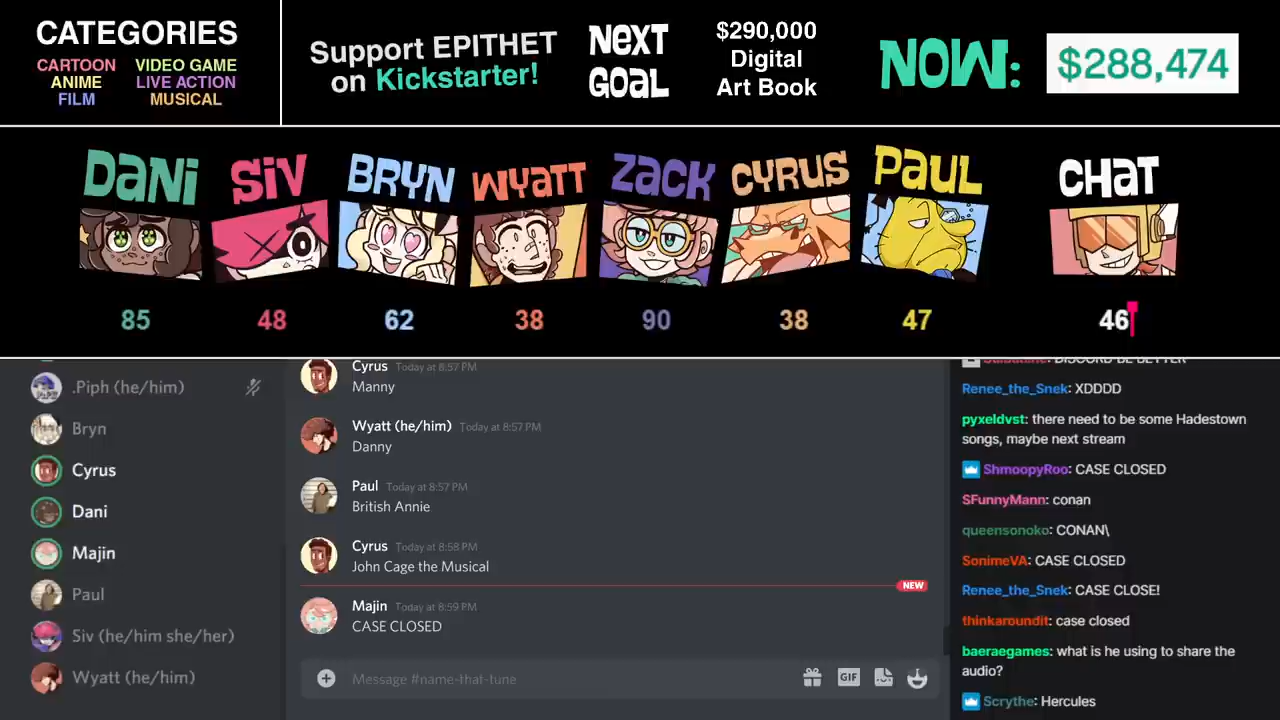 CATEGORIES
CARTOON
ANIME
FILM
VIDEO GAME
LIVE ACTION
MUSICAL
Support EPITHET
on Kickstarter!
NEXT
GOAL
$290,000
Digital
Art Book
NOW:
$288,474
DANI
SIV
BRYN
WYATT
ZACK
CYRUS
PAUL
CHAT
85
48
62
38
90
38
47
46
.Piph (he/him)
Bryn
Cyrus
Dani
Majin
Paul
Siv (he/him she/her)
Wyatt (he/him)
Cyrus Today at 8:57 PM
Manny
Wyatt (he/him) Today at 8:57 PM
Danny
Paul Today at 8:57 PM
British Annie
Cyrus Today at 8:58 PM
John Cage the Musical
NEW
Majin Today at 8:59 PM
CASE CLOSED
Message #name-that-tune
GIF
DISCORD BE BETTER
Renee_the_Snek: XDDDD
pyxeldvst: there need to be some Hadestown
songs, maybe next stream
ShmoopyRoo: CASE CLOSED
SFunnyMann: conan
queensonoko: CONAN\
SonimeVA: CASE CLOSED
Renee_the_Snek: CASE CLOSE!
thinkaroundit: case closed
baeraegames: what is he using to share the
audio?
Scrythe: Hercules